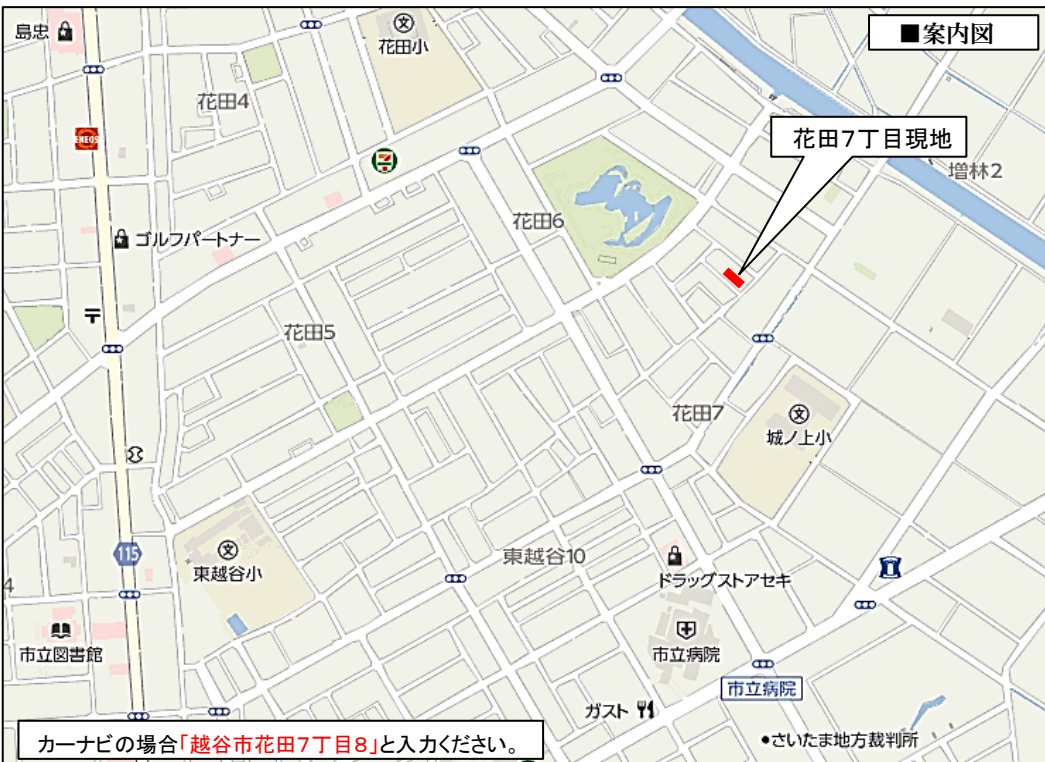 島忠
花田小
■案内図
花田4
ENEOS
花田7丁目現地
増林2
花田6
ゴルフパートナー
花田5
花田7
城ノ上小
115
東越谷小
東越谷10
ドラッグストアセキ
4
市立図書館
市立病院
市立病院
ガスト
さいたま地方裁判所
カーナビの場合「越谷市花田7丁目8」と入力ください。